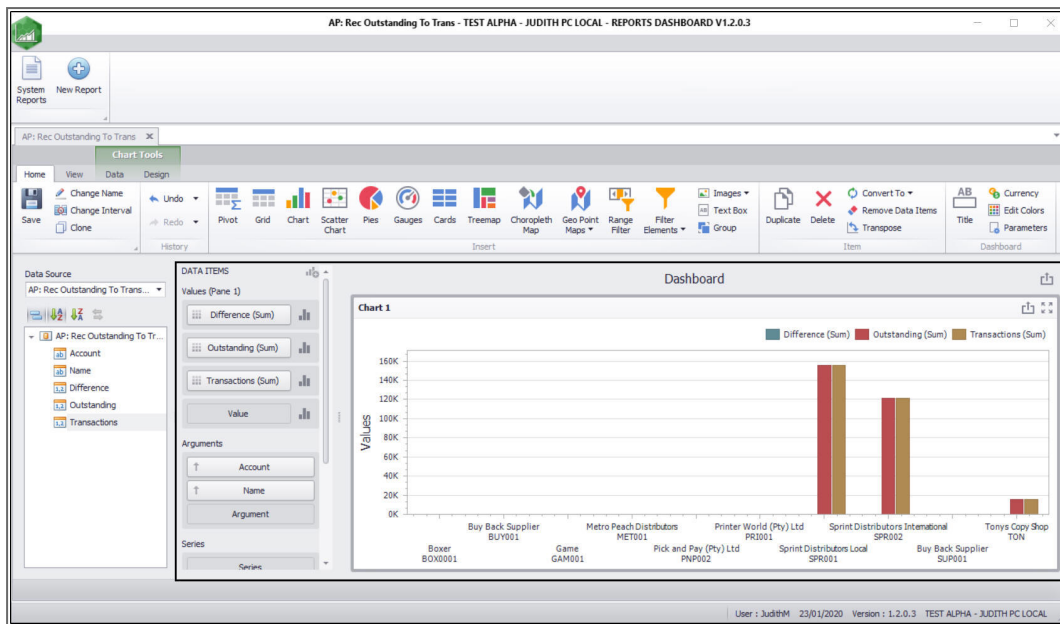 AP: Rec Outstanding To Trans - TEST ALPHA - JUDITH PC LOCAL - REPORTS DASHBOARD V1.2.0.3
System Reports
New Report
AP: Rec Outstanding To Trans
Chart Tools
Home View Data Design
Save
Change Name
Change Interval
Clone
Undo
Redo
History
Pivot
Grid
Chart
Scatter Chart
Pies
Gauges
Cards
Treemap
Choropleth Map
Geo Point Maps
Range Filter
Filter Elements
Images
Text Box
Group
Insert
Duplicate
Delete
Convert To
Remove Data Items
Transpose
Item
AB
Title
Currency
Edit Colors
Parameters
Dashboard
Data Source
AP: Rec Outstanding To Trans...
AP: Rec Outstanding To Tr...
ab Account
ab Name
1,2 Difference
1,2 Outstanding
1,2 Transactions
DATA ITEMS
Values (Pane 1)
Difference (Sum)
Outstanding (Sum)
Transactions (Sum)
Value
Arguments
Account
Name
Argument
Series
Series
Dashboard
Chart 1
Difference (Sum) Outstanding (Sum) Transactions (Sum)
Values
160K
140K
120K
100K
80K
60K
40K
20K
0K
Boxer
BOX0001
Buy Back Supplier
BUY001
Game
GAM001
Metro Peach Distributors
MET001
Pick and Pay (Pty) Ltd
PNP002
Printer World (Pty) Ltd
PRI001
Sprint Distributors Local
SPR001
Sprint Distributors International
SPR002
Buy Back Supplier
SUP001
Tonys Copy Shop
TON
User : JudithM 23/01/2020 Version : 1.2.0.3 TEST ALPHA - JUDITH PC LOCAL